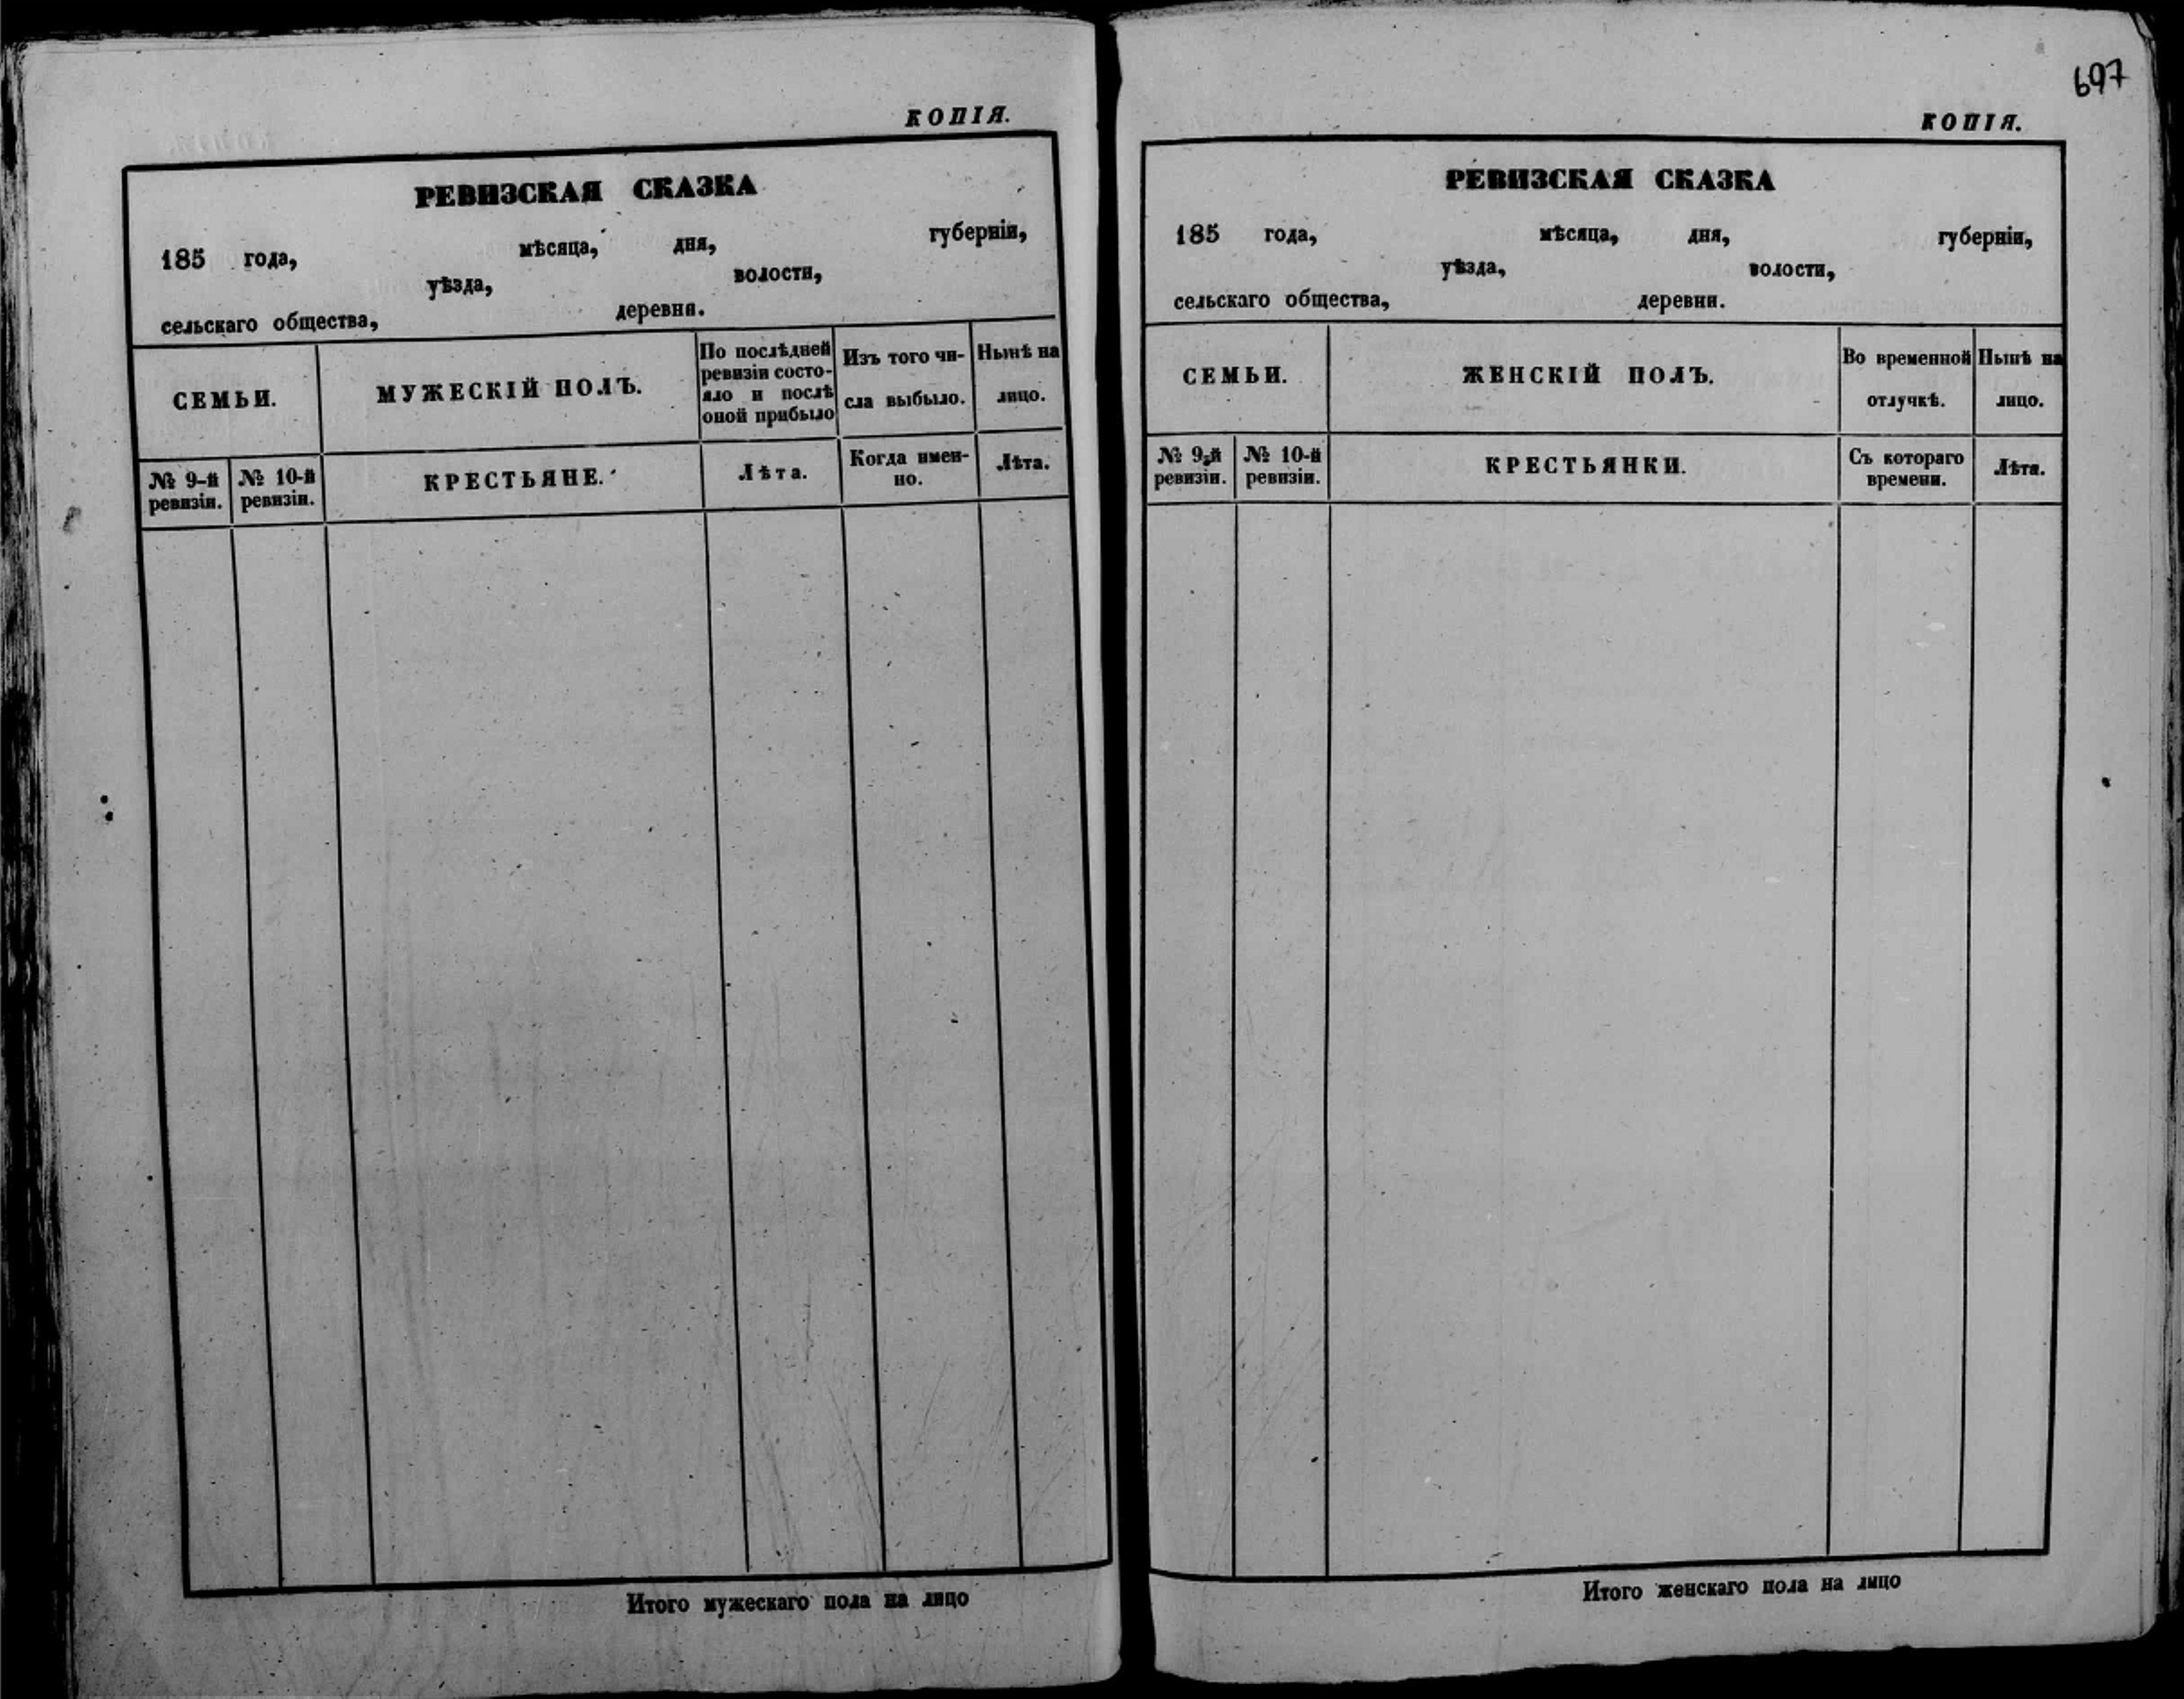 КОПІЯ.
РЕВИЗСКАЯ СКАЗКА
185 года, мѣсяца, дня, губерніи,
уѣзда, волости,
сельскаго общества, деревни.
СЕМЬИ.
МУЖЕСКІЙ ПОЛЪ.
По послѣдней
ревизіи состо-
яло и послѣ
оной прибыло
Изъ того чи-
сла выбыло.
Нынѣ на
лицо.
№ 9-й
ревизіи.
№ 10-й
ревизіи.
КРЕСТЬЯНЕ.
Лѣта.
Когда имен-
но.
Лѣта.
Итого мужескаго пола на лицо
697
КОПІЯ.
РЕВИЗСКАЯ СКАЗКА
185 года, мѣсяца, дня, губерніи,
уѣзда, волости,
сельскаго общества, деревни.
СЕМЬИ.
ЖЕНСКІЙ ПОЛЪ.
Во временной
отлучкѣ.
Нынѣ на
лицо.
№ 9-й
ревизіи.
№ 10-й
ревизіи.
КРЕСТЬЯНКИ.
Съ котораго
времени.
Лѣта.
Итого женскаго пола на лицо